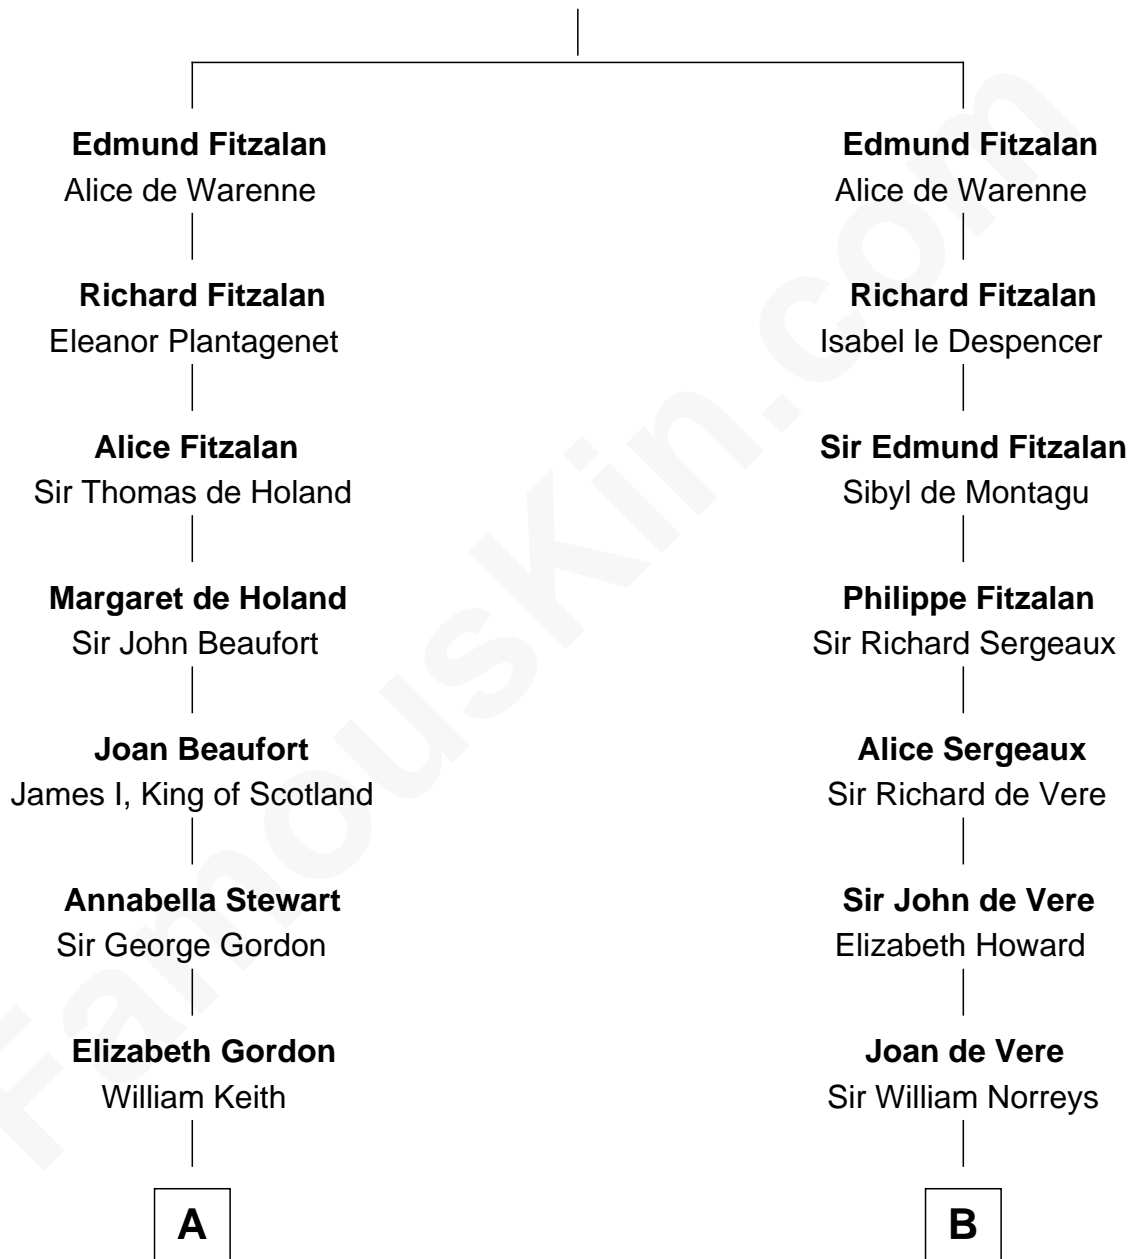 Edmund Fitzalan
Alice de Warenne
Richard Fitzalan
Eleanor Plantagenet
Alice Fitzalan
Sir Thomas de Holand
Margaret de Holand
Sir John Beaufort
Joan Beaufort
James I, King of Scotland
Annabella Stewart
Sir George Gordon
Elizabeth Gordon
William Keith
A
Edmund Fitzalan
Alice de Warenne
Richard Fitzalan
Isabel le Despencer
Sir Edmund Fitzalan
Sibyl de Montagu
Philippe Fitzalan
Sir Richard Sergeaux
Alice Sergeaux
Sir Richard de Vere
Sir John de Vere
Elizabeth Howard
Joan de Vere
Sir William Norreys
B
FamousKin.com